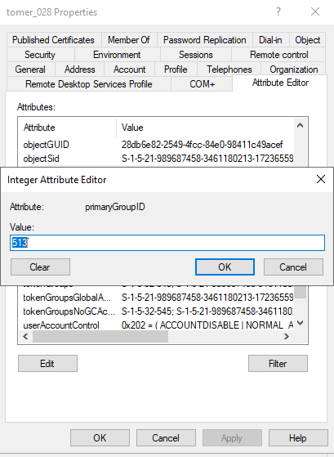 tomer_028 Properties
Published Certificates Member Of Password Replication Dial-in Object
Security Environment Sessions Remote control
General Address Account Profile Telephones Organization
Remote Desktop Services Profile COM+ Attribute Editor
Attributes:
Attribute Value
objectGUID 28db6e82-2549-4fcc-84e0-98411c49acef
objectSid S-1-5-21-989687458-3461180213-17236559
Integer Attribute Editor
Attribute: primaryGroupID
Value:
513
Clear OK Cancel
tokenGroupsGlobalA... S-1-5-21-989687458-3461180213-17236559
tokenGroupsNoGCAc... S-1-5-32-545; S-1-5-21-989687458-3461180
userAccountControl 0x202 = ( ACCOUNTDISABLE | NORMAL_A
Edit Filter
OK Cancel Apply Help